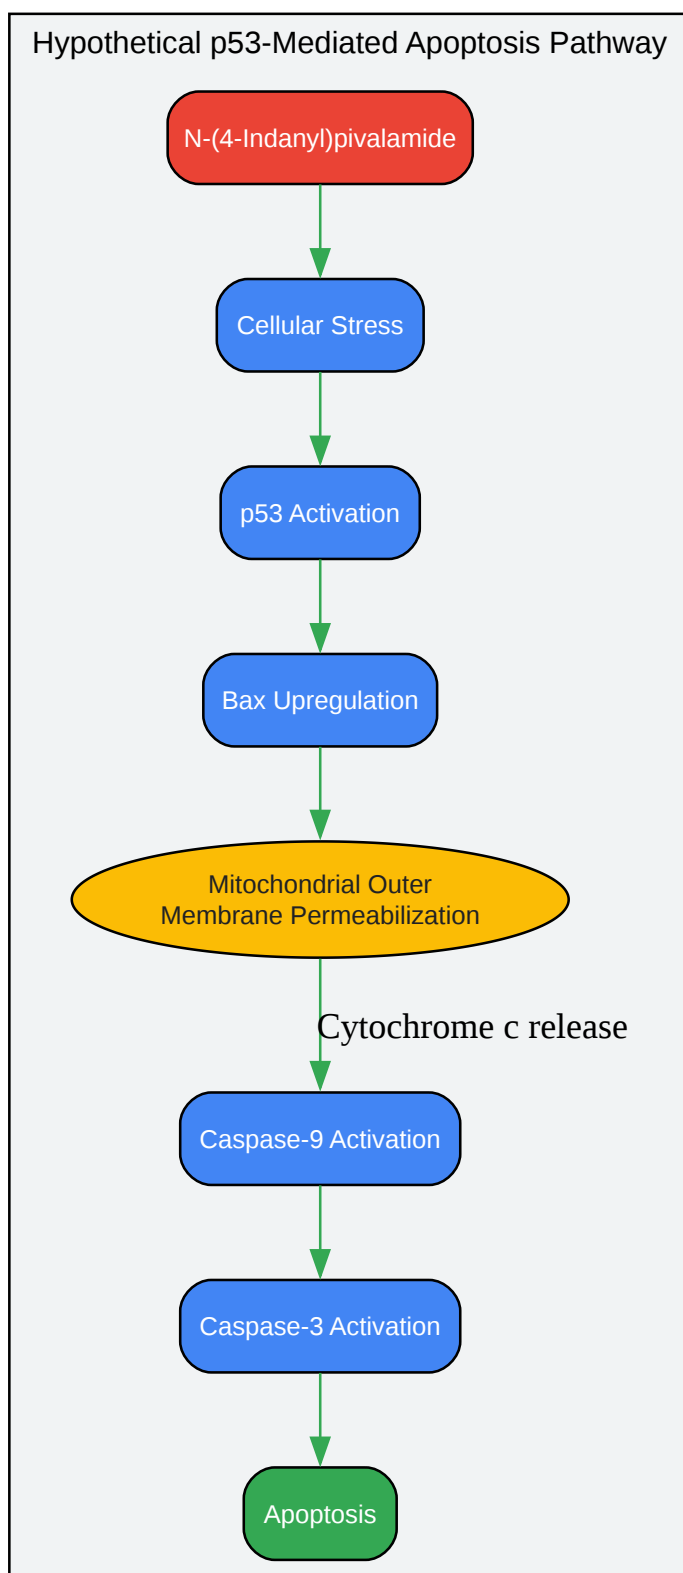 Hypothetical p53-Mediated Apoptosis Pathway
N-(4-Indanyl)pivalamide
Cellular Stress
p53 Activation
Bax Upregulation
Mitochondrial Outer
Membrane Permeabilization
Cytochrome c release
Caspase-9 Activation
Caspase-3 Activation
Apoptosis